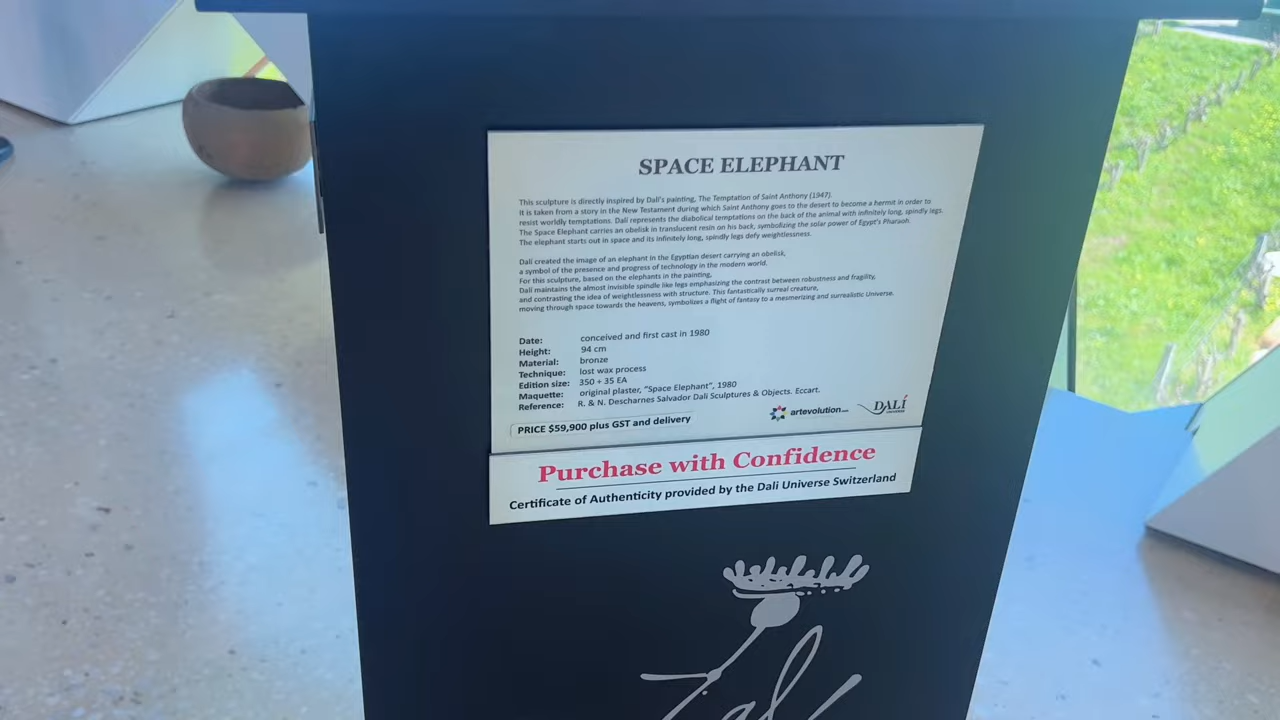 SPACE ELEPHANT
This sculpture is directly inspired by Dalí's painting, The Temptation of Saint Anthony (1947).
It is taken from a story in the New Testament during which Saint Anthony goes to the desert to become a hermit in order to
resist worldly temptations. Dalí represents the diabolical temptations on the back of the animal with infinitely long, spindly legs.
The Space Elephant carries an obelisk in translucent resin on his back, symbolizing the solar power of Egypt's Pharaoh.
The elephant starts out in space and its infinitely long, spindly legs defy weightlessness.
Dalí created the image of an elephant in the Egyptian desert carrying an obelisk,
a symbol of the presence and progress of technology in the modern world.
For this sculpture, based on the elephants in the painting,
Dalí maintains the almost invisible spindle like legs emphasizing the contrast between robustness and fragility,
and contrasting the idea of weightlessness with structure. This fantastically surreal creature,
moving through space towards the heavens, symbolizes a flight of fantasy to a mesmerizing and surrealistic Universe.
Date: conceived and first cast in 1980
Height: 94 cm
Material: bronze
Technique: lost wax process
Edition size: 350 + 35 EA
Maquette: original plaster, "Space Elephant", 1980
Reference: R. & N. Descharnes Salvador Dali Sculptures & Objects. Eccart.
PRICE $59,900 plus GST and delivery
artevolution
DALÍ
UNIVERSE
Purchase with Confidence
Certificate of Authenticity provided by the Dali Universe Switzerland
Dalí